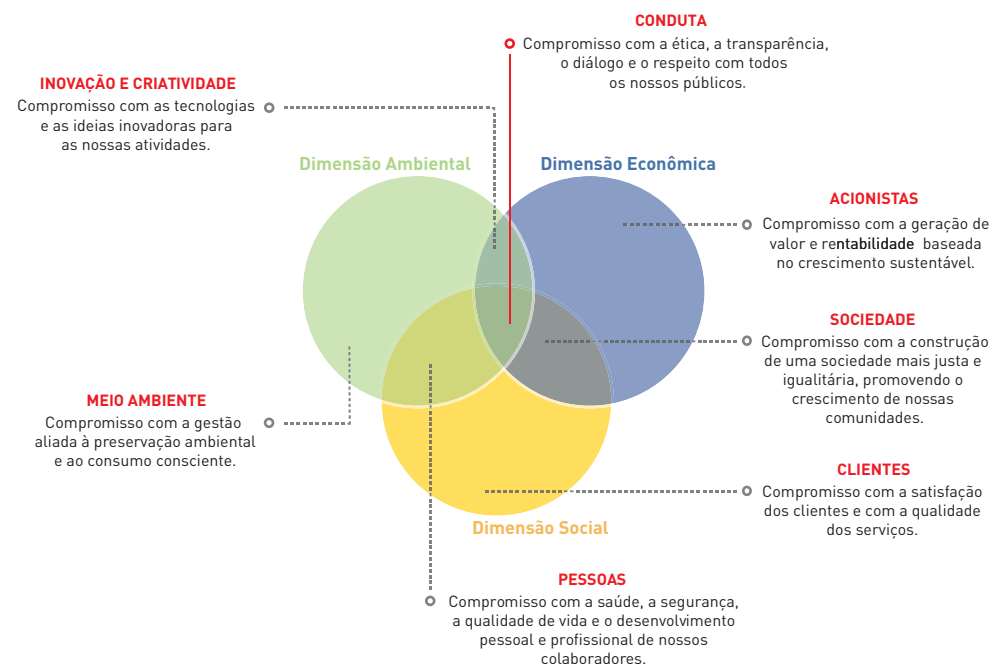 CONDUTA
Compromisso com a ética, a transparência,
o diálogo e o respeito com todos
os nossos públicos.
INOVAÇÃO E CRIATIVIDADE
Compromisso com as tecnologias
e as ideias inovadoras para
as nossas atividades.
Dimensão Ambiental
Dimensão Econômica
ACIONISTAS
Compromisso com a geração de
valor e rentabilidade baseada
no crescimento sustentável.
SOCIEDADE
Compromisso com a construção
de uma sociedade mais justa e
igualitária, promovendo o
crescimento de nossas
comunidades.
MEIO AMBIENTE
Compromisso com a gestão
aliada à preservação ambiental
e ao consumo consciente.
CLIENTES
Compromisso com a satisfação
dos clientes e com a qualidade
dos serviços.
Dimensão Social
PESSOAS
Compromisso com a saúde, a segurança,
a qualidade de vida e o desenvolvimento
pessoal e profissional de nossos
colaboradores.